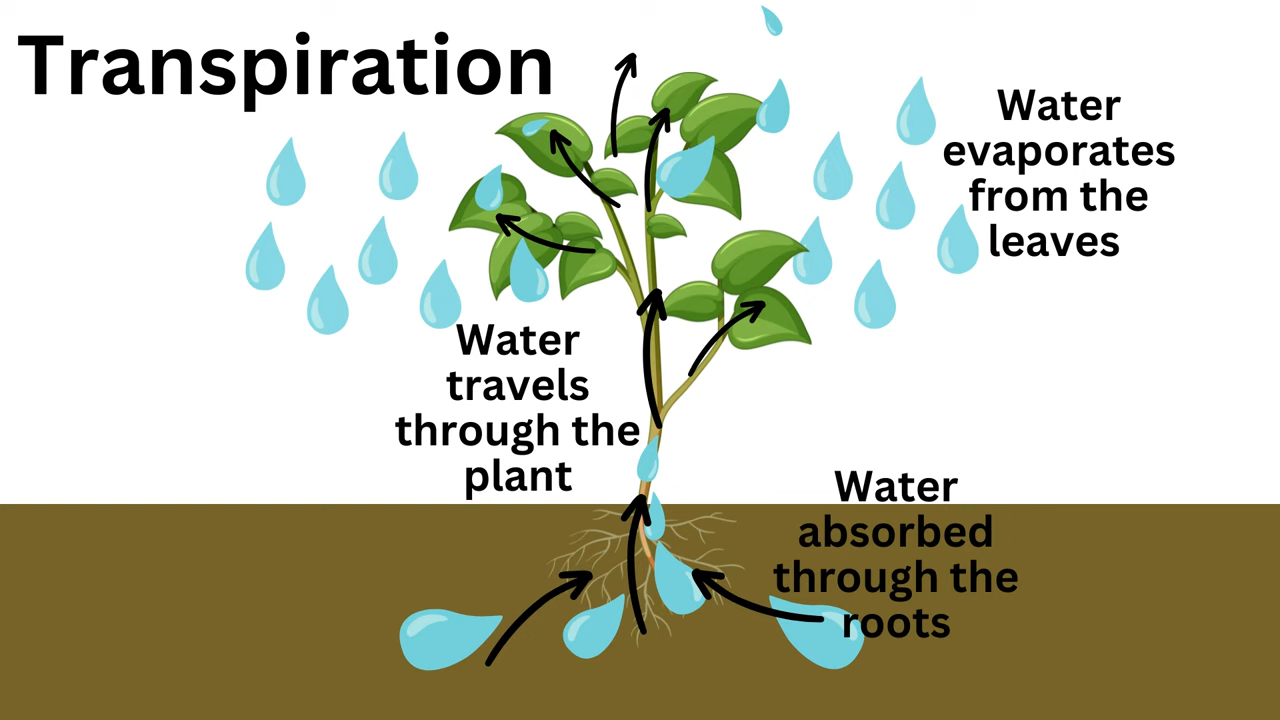 Transpiration
Water
evaporates
from the
leaves
Water
travels
through the
plant
Water
absorbed
through the
roots